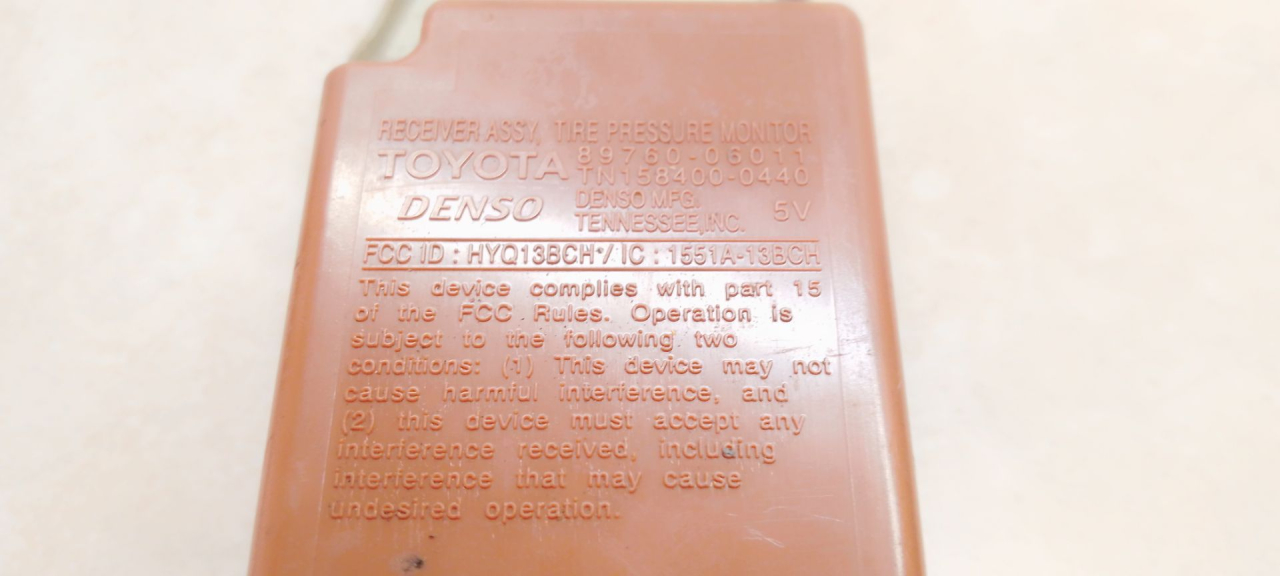 RECEIVER ASSY, TIRE PRESSURE MONITOR
TOYOTA 89760-06011
TN158400-0440
DENSO DENSO MFG. TENNESSEE,INC. 5V
FCC ID : HYQ13BCH / IC : 1551A-13BCH
This device complies with part 15
of the FCC Rules. Operation is
subject to the following two
conditions: (1) This device may not
cause harmful interference, and
(2) this device must accept any
interference received, including
interference that may cause
undesired operation.